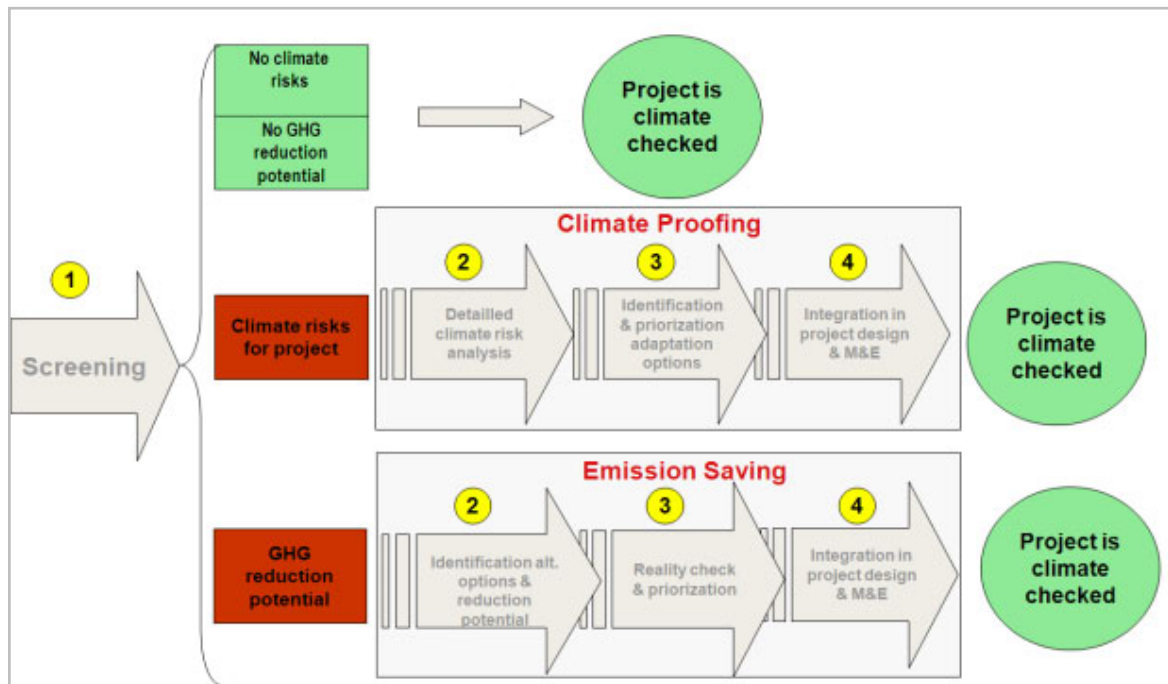 No climate
risks
No GHG
reduction
potential
Project is
climate
checked
1
Screening
Climate Proofing
Climate risks
for project
2
Detailled
climate risk
analysis
3
Identification
& priorization
adaptation
options
4
Integration in
project design
& M&E
Project is
climate
checked
Emission Saving
GHG
reduction
potential
2
Identification alt.
options &
reduction
potential
3
Reality check
& priorization
4
Integration in
project design
& M&E
Project is
climate
checked